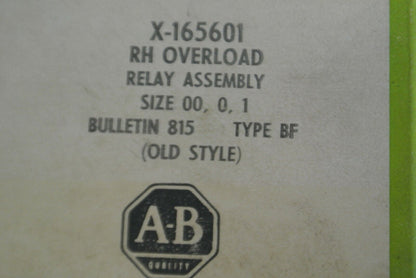 X-165601
RH OVERLOAD
RELAY ASSEMBLY
SIZE 00, 0, 1
BULLETIN 815 TYPE BF
(OLD STYLE)
A-B
QUALITY